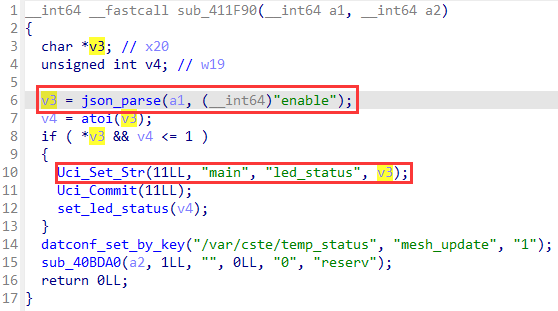 1 __int64 __fastcall sub_411F90(__int64 a1, __int64 a2)
2 {
3 char *v3; // x20
4 unsigned int v4; // w19
5
6 v3 = json_parse(a1, (__int64)"enable");
7 v4 = atoi(v3);
8 if ( *v3 && v4 <= 1 )
9 {
10 Uci_Set_Str(11LL, "main", "led_status", v3);
11 Uci_Commit(11LL);
12 set_led_status(v4);
13 }
14 datconf_set_by_key("/var/cste/temp_status", "mesh_update", "1");
15 sub_40BDA0(a2, 1LL, "", 0LL, "0", "reserv");
16 return 0LL;
17 }